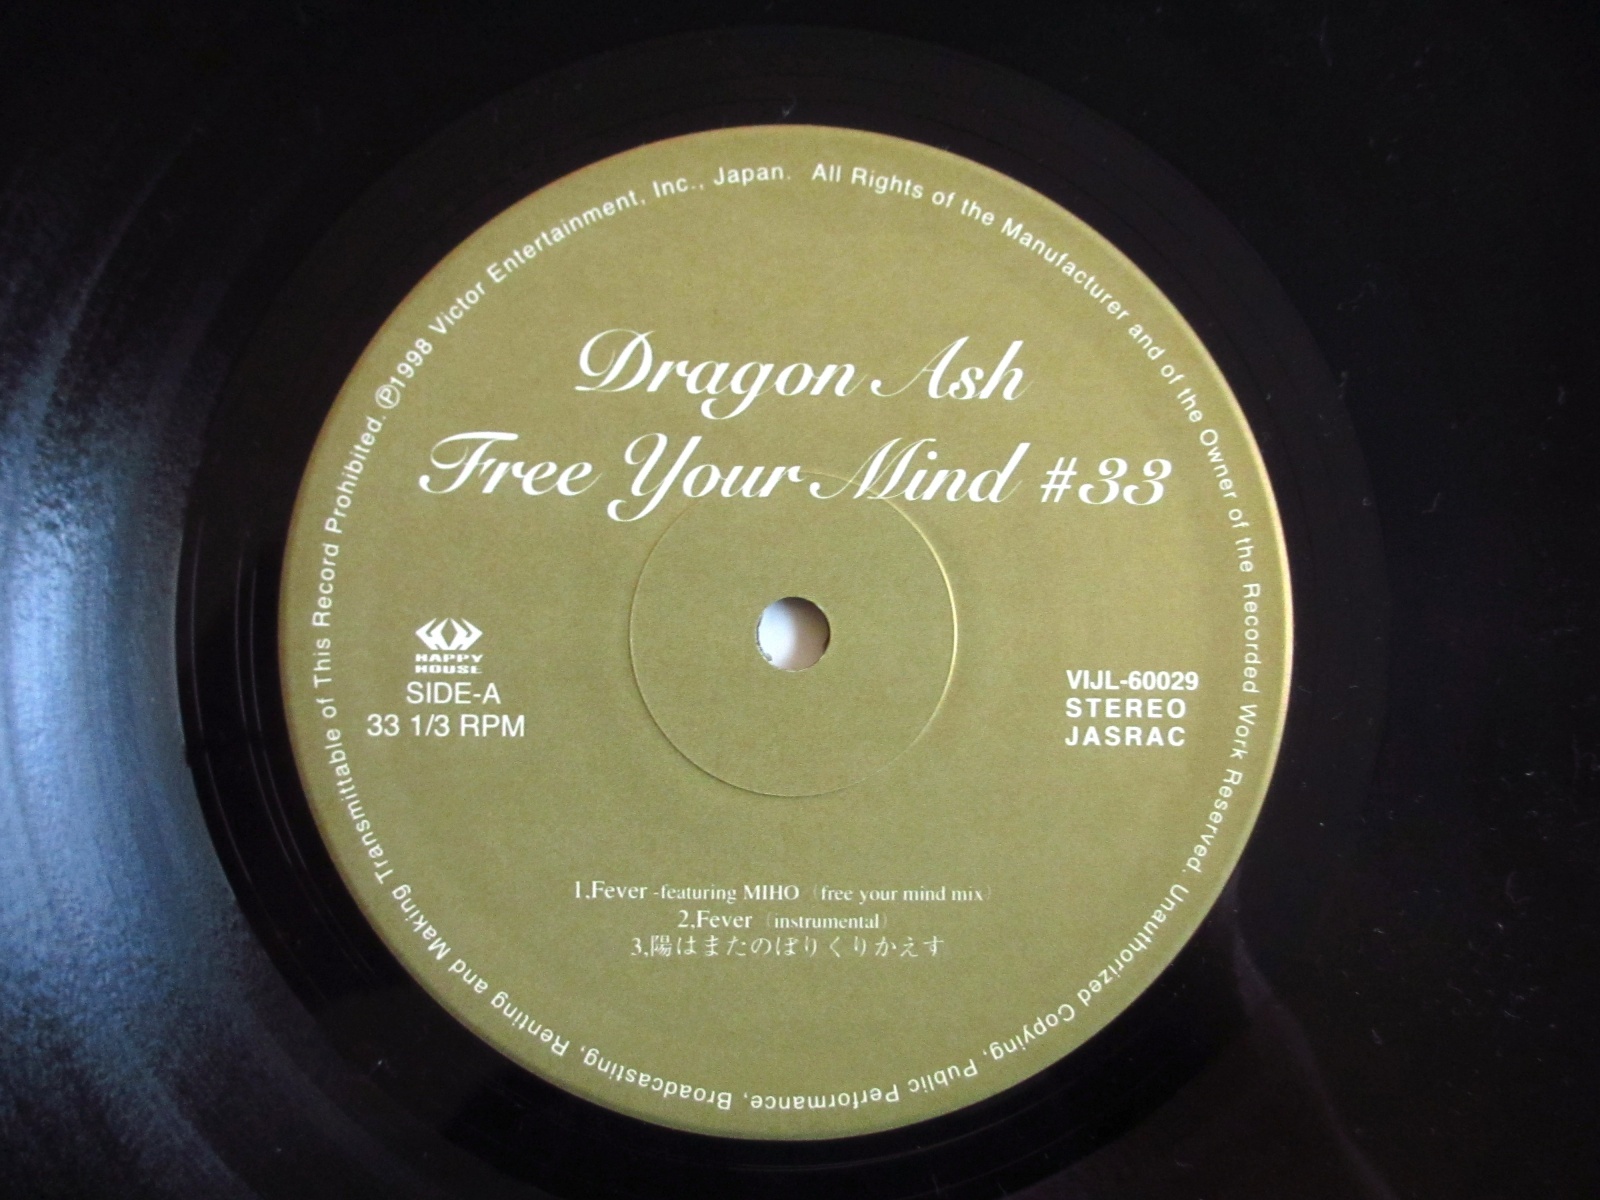 Dragon Ash
Free Your Mind #33
HAPPY
HOUSE
SIDE-A
33 1/3 RPM
VIJL-60029
STEREO
JASRAC
1,Fever -featuring MIHO (free your mind mix)
2,Fever (instrumental)
3,陽はまたのぼりくりかえす
Ⓟ1998 Victor Entertainment, Inc., Japan. All Rights of the Manufacturer and of the Owner of the Recorded Work Reserved. Unauthorized Copying, Public Performance, Broadcasting, Renting and Making Transmittable of This Record Prohibited.